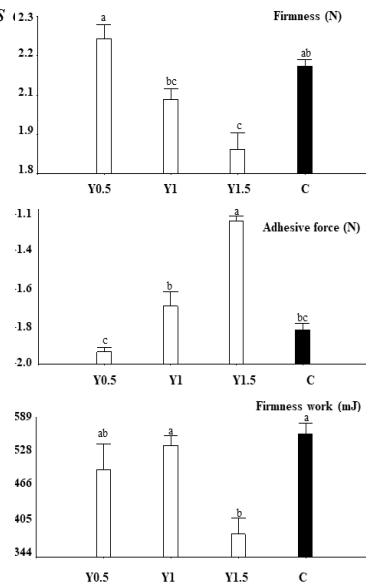 S (
2.3 Firmness (N)
a
2.2
ab
bc
2.1
1.9
c
1.8
Y0.5 Y1 Y1.5 C
-1.1
a
Adhesive force (N)
-1.4
-1.6
b
-1.8
bc
c
-2.0
Y0.5 Y1 Y1.5 C
Firmness work (mJ)
589
a
ab a
528
466
b
405
344
Y0.5 Y1 Y1.5 C